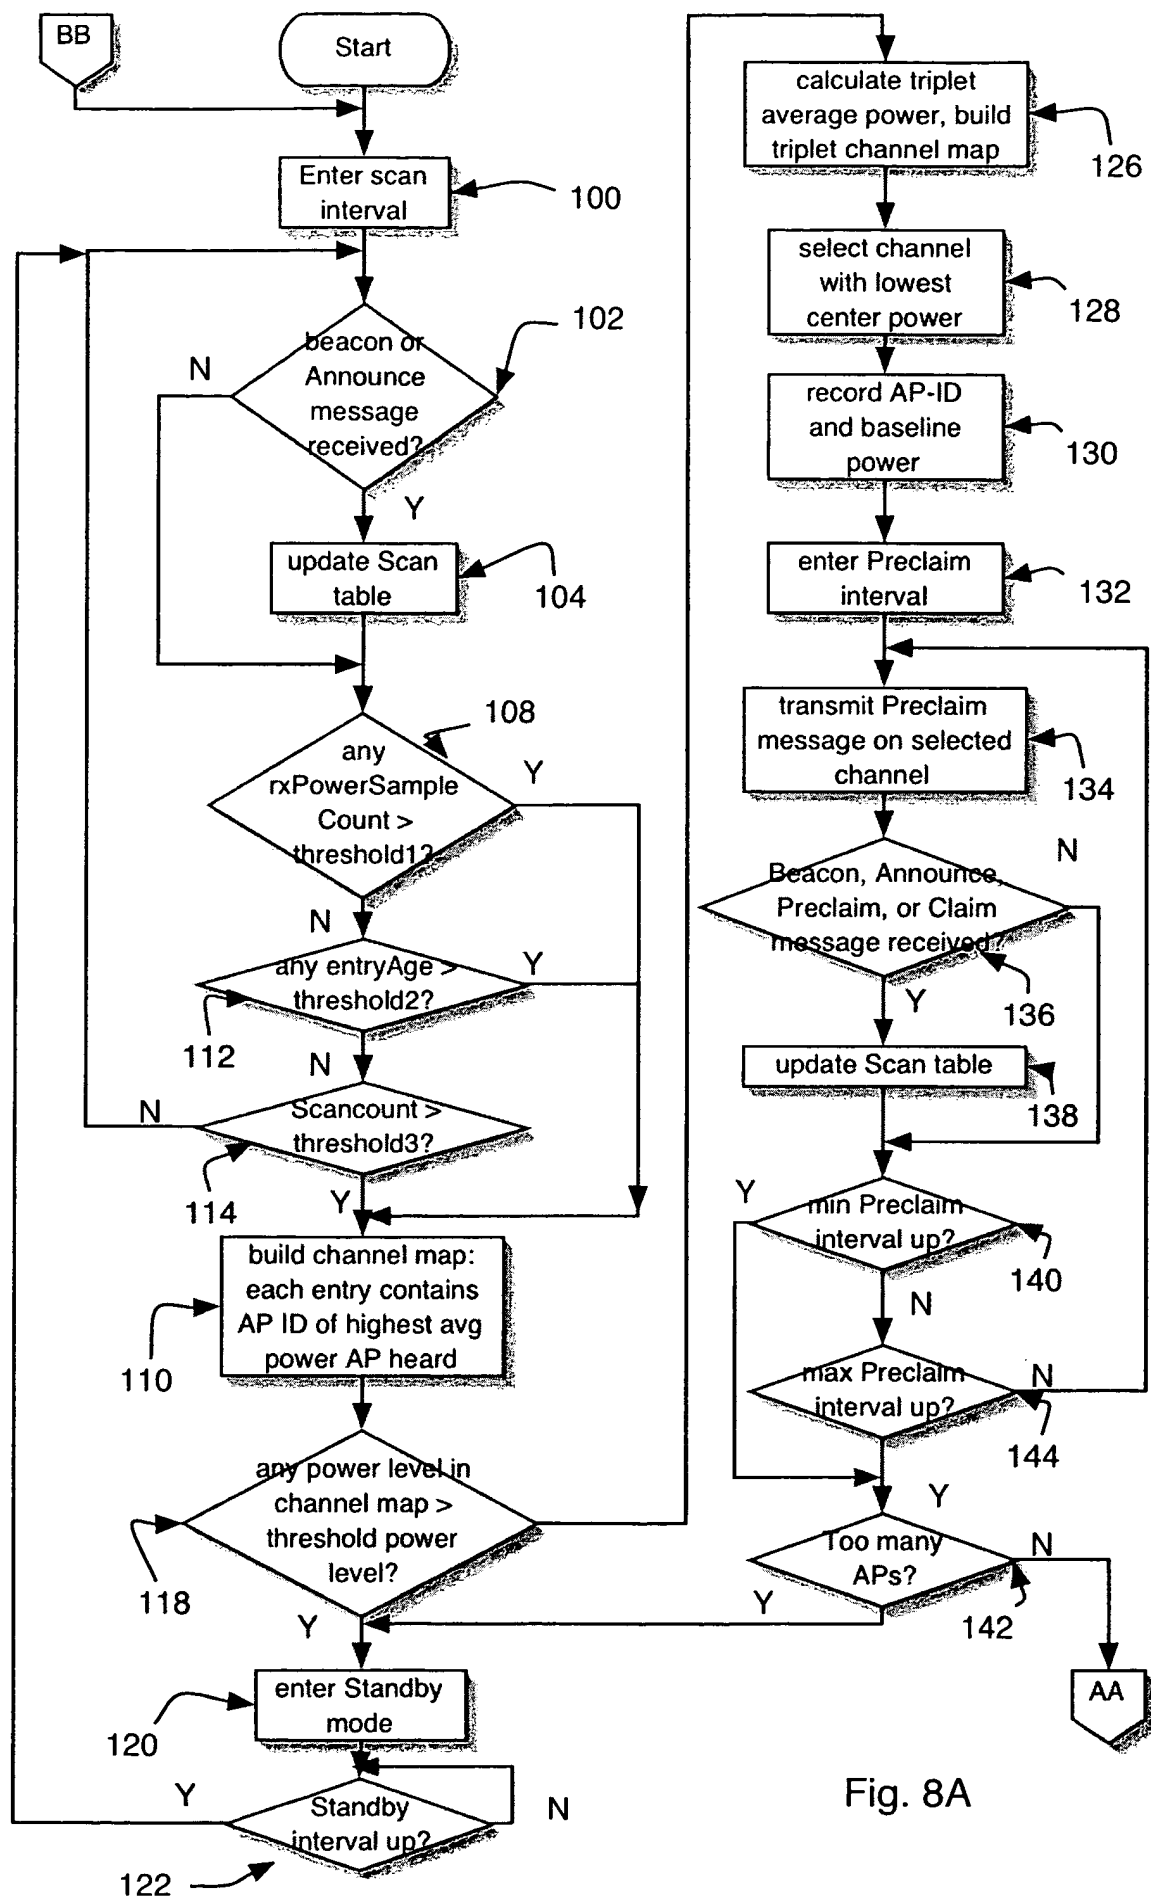 BB
Start
Enter scan
interval
100
beacon or
Announce
message
received?
102
N
Y
update Scan
table
104
any
rxPowerSample
Count >
threshold1?
108
Y
N
any entryAge >
threshold2?
Y
112
N
Scancount >
threshold3?
N
114
Y
build channel map:
each entry contains
AP ID of highest avg
power AP heard
110
any power level in
channel map >
threshold power
level?
118
Y
enter Standby
mode
120
Standby
interval up?
Y
N
122
calculate triplet
average power, build
triplet channel map
126
select channel
with lowest
center power
128
record AP-ID
and baseline
power
130
enter Preclaim
interval
132
transmit Preclaim
message on selected
channel
134
Beacon, Announce,
Preclaim, or Claim
message received?
N
136
Y
update Scan table
138
min Preclaim
interval up?
Y
140
N
max Preclaim
interval up?
N
144
Y
Too many
APs?
N
Y
142
AA
Fig. 8A